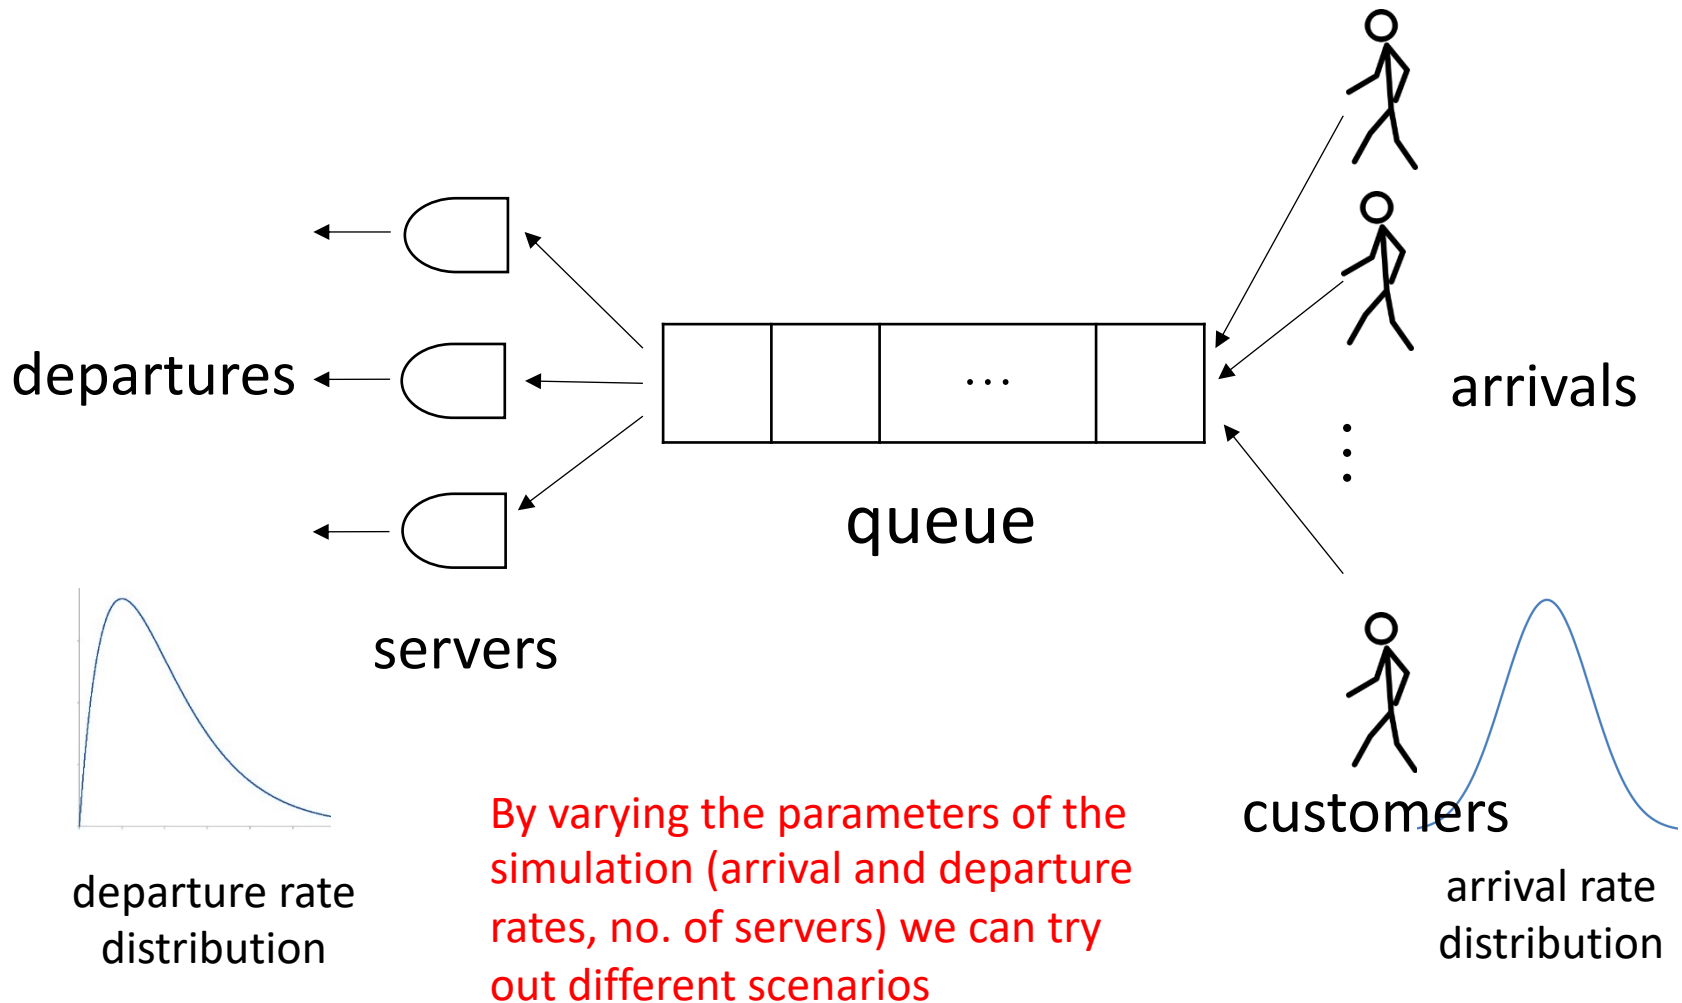 departures
arrivals
...
queue
servers
customers
By varying the parameters of the
simulation (arrival and departure
rates, no. of servers) we can try
out different scenarios
departure rate
distribution
arrival rate
distribution